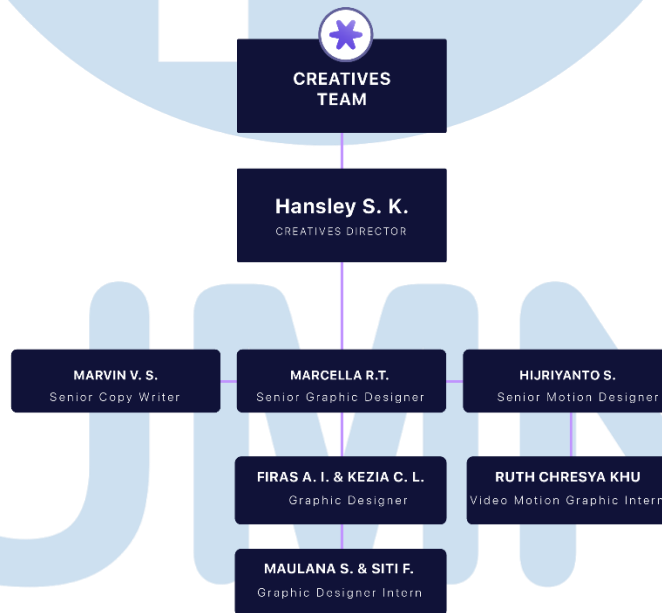 CREATIVES
TEAM
Hansley S. K.
CREATIVES DIRECTOR
MARVIN V. S.
Senior Copy Writer
MARCELLA R.T.
Senior Graphic Designer
HIJRIYANTO S.
Senior Motion Designer
FIRAS A. I. & KEZIA C. L.
Graphic Designer
RUTH CHRESYA KHU
Video Motion Graphic Intern
MAULANA S. & SITI F.
Graphic Designer Intern
UMN